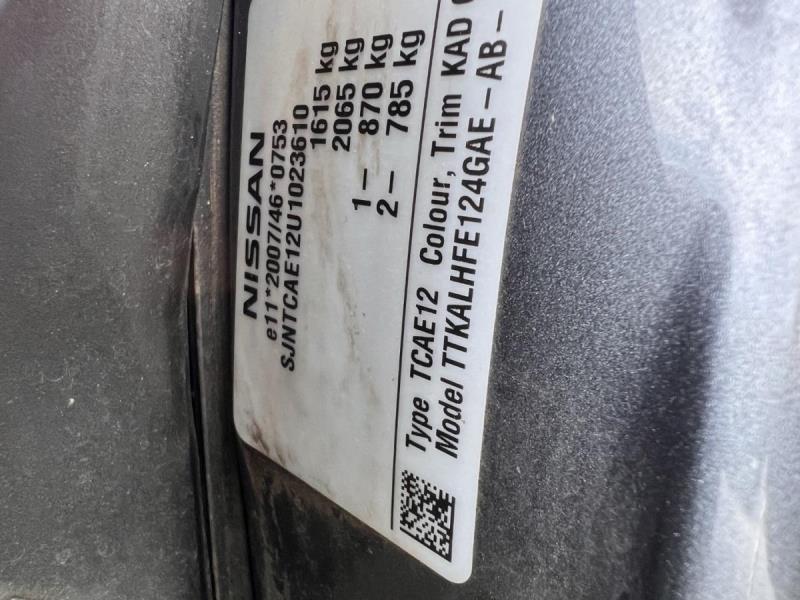 NISSAN
e11*2007/46*0753
SJNTCAE12U1023610
1615 kg
2065 kg
1– 870 kg
2– 785 kg
Type TCAE12 Colour, Trim KAD
Model TTKALHFE124GAE–AB–